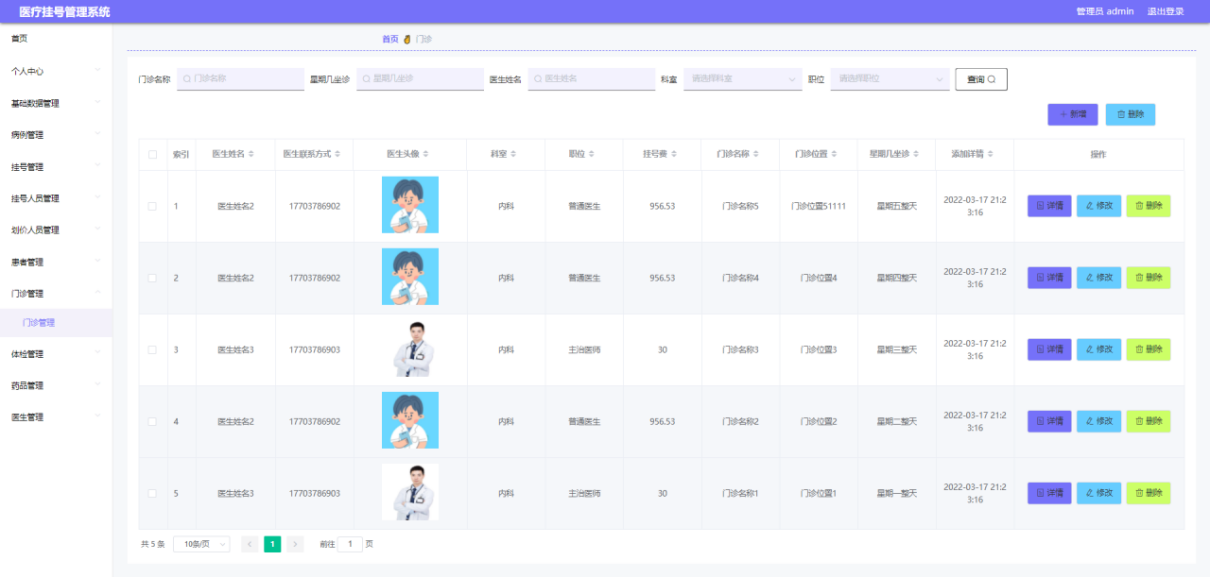 医疗挂号管理系统
管理员 admin 退出登录
首页
个人中心
基础数据管理
病例管理
挂号管理
挂号人员管理
划价人员管理
患者管理
门诊管理
门诊管理
体检管理
药品管理
医生管理
首页 门诊
门诊名称 门诊名称 星期几坐诊 星期几坐诊 医生姓名 医生姓名 科室 请选择科室 职位 请选择职位 查询
+ 新增 删除
索引 医生姓名 医生联系方式 医生头像 科室 职位 挂号费 门诊名称 门诊位置 星期几坐诊 添加详情 操作
1 医生姓名2 17703786902 内科 普通医生 956.53 门诊名称5 门诊位置51111 星期五整天 2022-03-17 21:2
3:16 详情 修改 删除
2 医生姓名2 17703786902 内科 普通医生 956.53 门诊名称4 门诊位置4 星期四整天 2022-03-17 21:2
3:16 详情 修改 删除
3 医生姓名3 17703786903 内科 主治医师 30 门诊名称3 门诊位置3 星期三整天 2022-03-17 21:2
3:16 详情 修改 删除
4 医生姓名2 17703786902 内科 普通医生 956.53 门诊名称2 门诊位置2 星期二整天 2022-03-17 21:2
3:16 详情 修改 删除
5 医生姓名3 17703786903 内科 主治医师 30 门诊名称1 门诊位置1 星期一整天 2022-03-17 21:2
3:16 详情 修改 删除
共 5 条 10条/页 1 前往 1 页